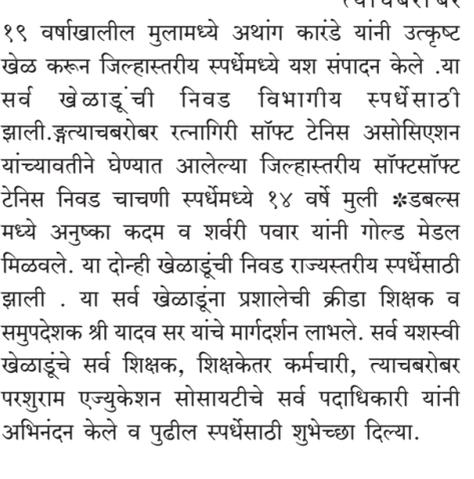 त्याचबरोबर
१९ वर्षाखालील मुलामध्ये अथांग कारंडे यांनी उत्कृष्ट
खेळ करून जिल्हास्तरीय स्पर्धेमध्ये यश संपादन केले .या
सर्व खेळाडूंची निवड विभागीय स्पर्धेसाठी
झाली.ङ्गत्याचबरोबर रत्नागिरी सॉफ्ट टेनिस असोसिएशन
यांच्यावतीने घेण्यात आलेल्या जिल्हास्तरीय सॉफ्टसॉफ्ट
टेनिस निवड चाचणी स्पर्धेमध्ये १४ वर्षे मुली *डबल्स
मध्ये अनुष्का कदम व शर्वरी पवार यांनी गोल्ड मेडल
मिळवले. या दोन्ही खेळाडूंची निवड राज्यस्तरीय स्पर्धेसाठी
झाली . या सर्व खेळाडूंना प्रशालेची क्रीडा शिक्षक व
समुपदेशक श्री यादव सर यांचे मार्गदर्शन लाभले. सर्व यशस्वी
खेळाडूंचे सर्व शिक्षक, शिक्षकेतर कर्मचारी, त्याचबरोबर
परशुराम एज्युकेशन सोसायटीचे सर्व पदाधिकारी यांनी
अभिनंदन केले व पुढील स्पर्धेसाठी शुभेच्छा दिल्या.